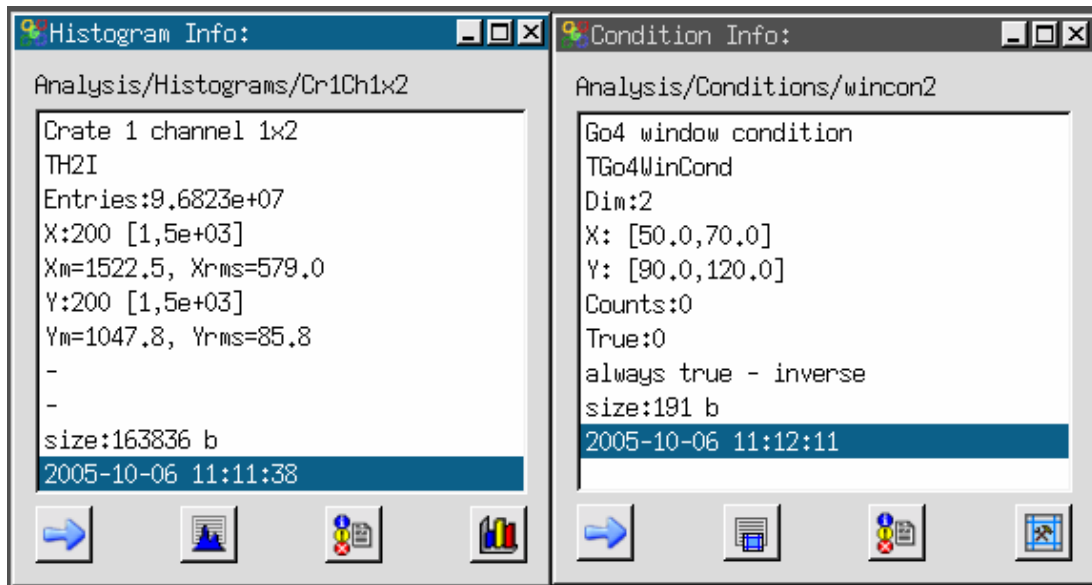 Histogram Info:
Analysis/Histograms/Cr1Ch1x2
Crate 1 channel 1x2
TH2I
Entries:9.6823e+07
X:200 [1,5e+03]
Xm=1522.5, Xrms=579.0
Y:200 [1,5e+03]
Ym=1047.8, Yrms=85.8
-
-
size:163836 b
2005-10-06 11:11:38
Condition Info:
Analysis/Conditions/wincon2
Go4 window condition
TGo4WinCond
Dim:2
X: [50.0,70.0]
Y: [90.0,120.0]
Counts:0
True:0
always true - inverse
size:191 b
2005-10-06 11:12:11